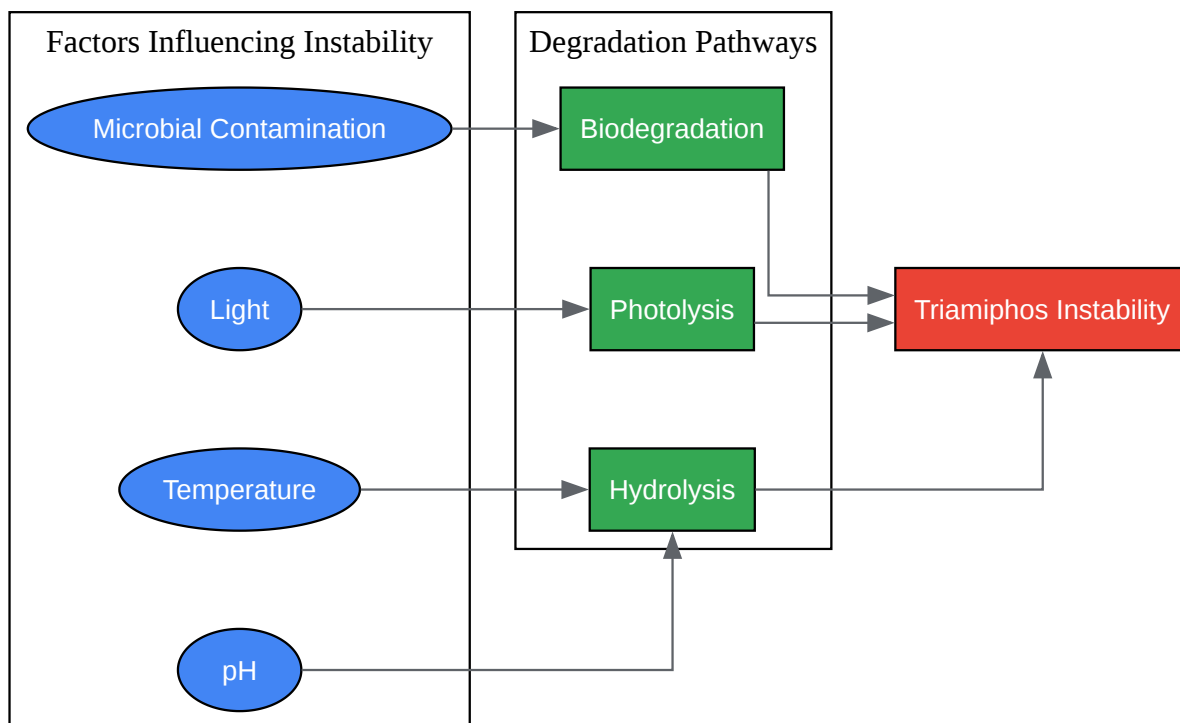 Factors Influencing Instability
Degradation Pathways
Microbial Contamination
Biodegradation
Light
Photolysis
Triamiphos Instability
Temperature
Hydrolysis
pH